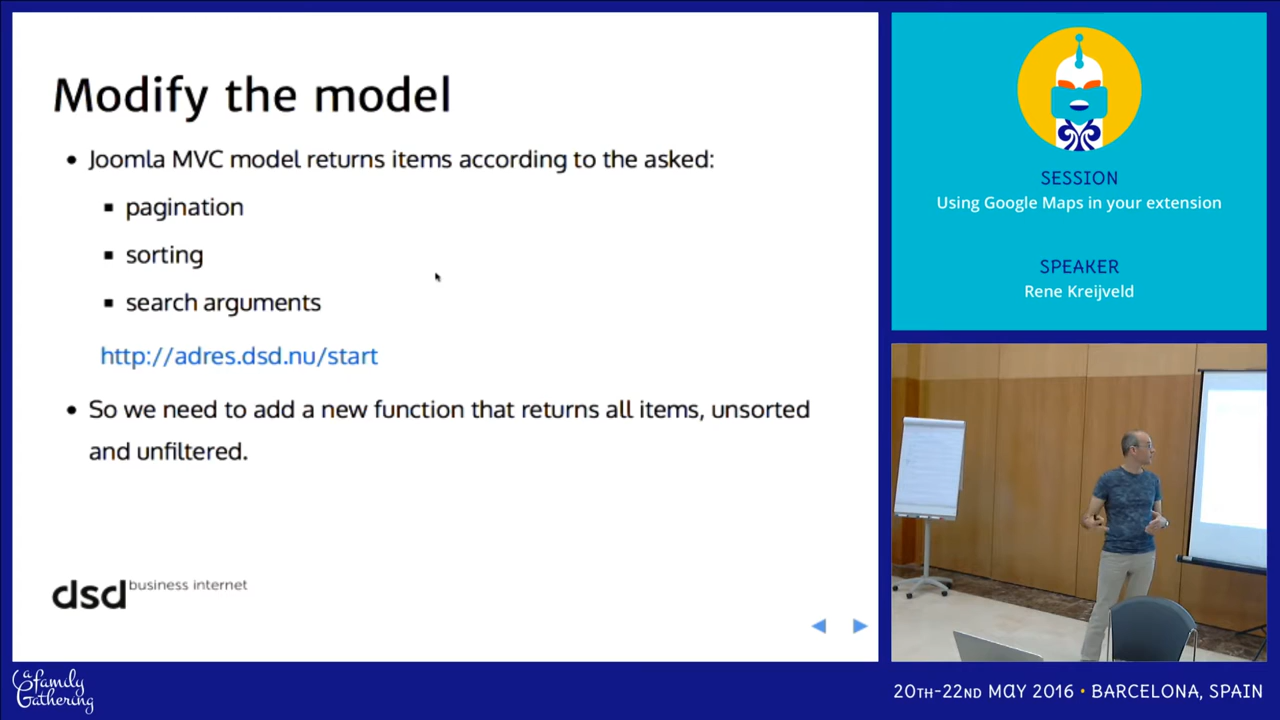 Modify the model
• Joomla MVC model returns items according to the asked:
▪ pagination
▪ sorting
▪ search arguments
http://adres.dsd.nu/start
• So we need to add a new function that returns all items, unsorted
and unfiltered.
dsd business internet
SESSION
Using Google Maps in your extension
SPEAKER
Rene Kreijveld
a family
Gathering
20TH-22ND MAY 2016 • BARCELONA, SPAIN